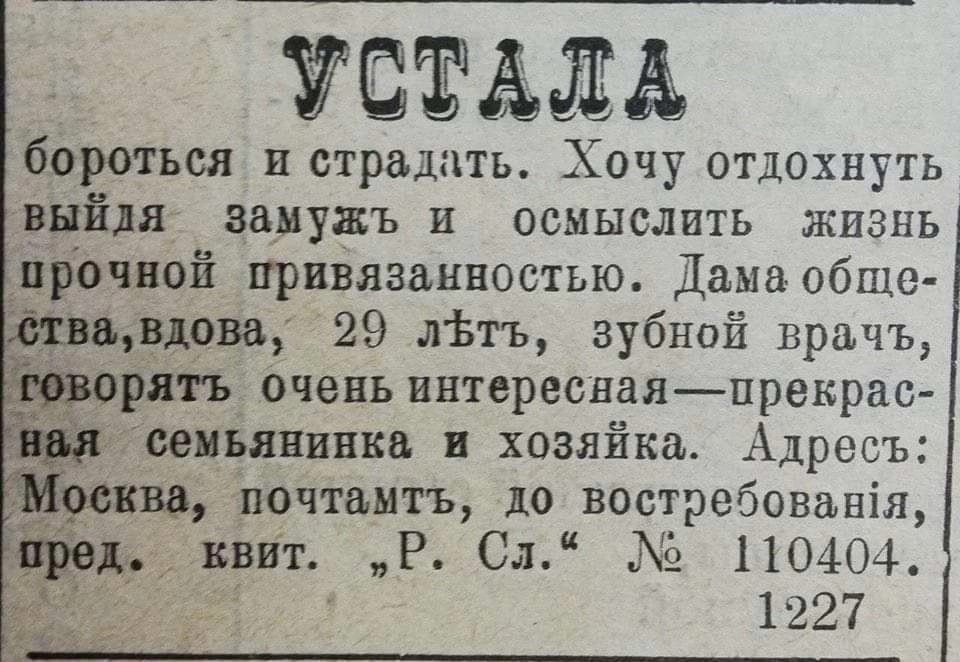 УСТАЛА
бороться и страдать. Хочу отдохнуть
выйдя замужъ и осмыслить жизнь
прочной привязанностью. Дама обще-
ства,вдова, 29 лѣтъ, зубной врачъ,
говорятъ очень интересная—прекрас-
ная семьянинка и хозяйка. Адресъ:
Москва, почтамтъ, до востребованія,
пред. квит. „Р. Сл.“ № 110404.
1227